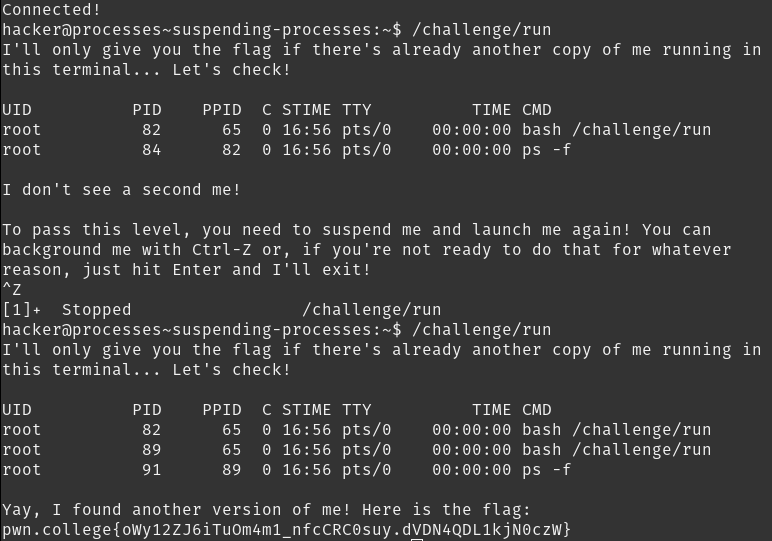 Connected!
hacker@processes~suspending-processes:~$ /challenge/run
I'll only give you the flag if there's already another copy of me running in
this terminal... Let's check!
UID          PID    PPID  C STIME TTY          TIME CMD
root          82      65  0 16:56 pts/0    00:00:00 bash /challenge/run
root          84      82  0 16:56 pts/0    00:00:00 ps -f
I don't see a second me!
To pass this level, you need to suspend me and launch me again! You can
background me with Ctrl-Z or, if you're not ready to do that for whatever
reason, just hit Enter and I'll exit!
^Z
[1]+  Stopped                 /challenge/run
hacker@processes~suspending-processes:~$ /challenge/run
I'll only give you the flag if there's already another copy of me running in
this terminal... Let's check!
UID          PID    PPID  C STIME TTY          TIME CMD
root          82      65  0 16:56 pts/0    00:00:00 bash /challenge/run
root          89      65  0 16:56 pts/0    00:00:00 bash /challenge/run
root          91      89  0 16:56 pts/0    00:00:00 ps -f
Yay, I found another version of me! Here is the flag:
pwn.college{oWy12ZJ6iTuOm4m1_nfcCRC0suy.dVDN4QDL1kjN0czW}